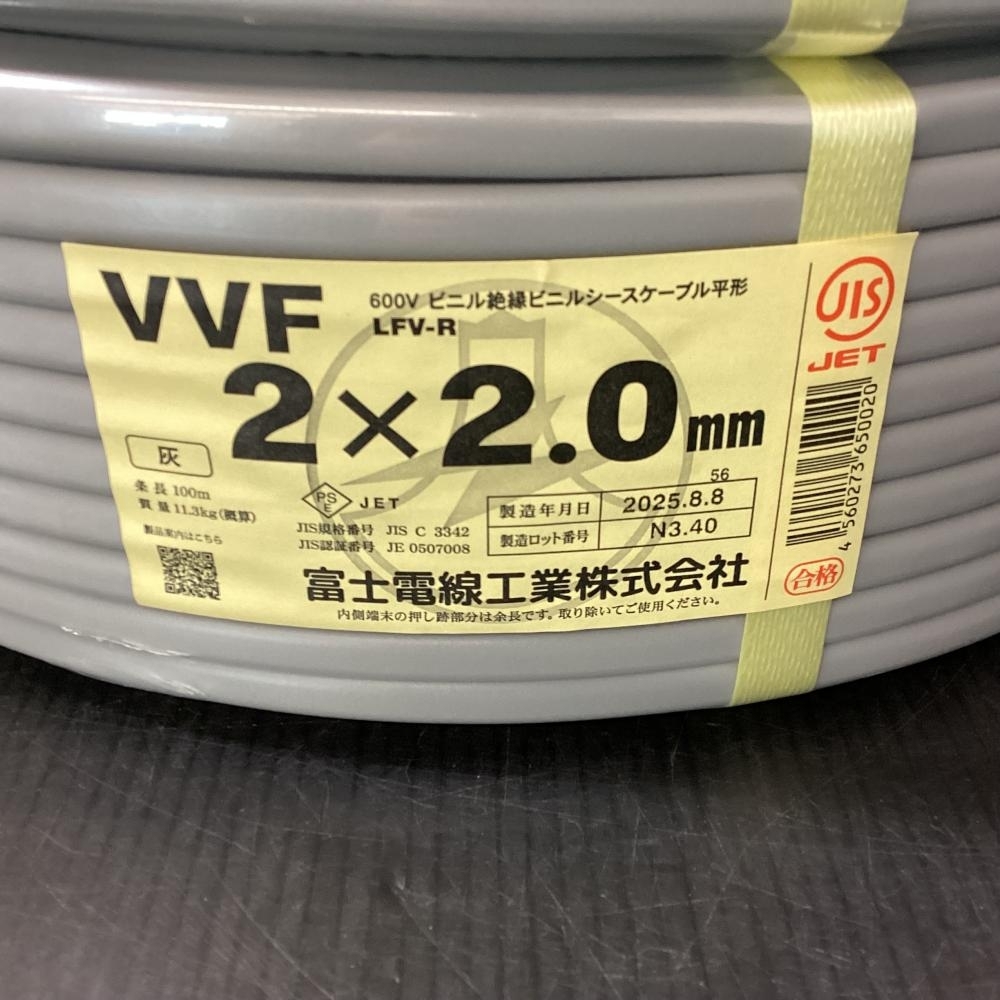 VVF
600V ビニル絶縁ビニルシースケーブル平形
LFV-R
2×2.0mm
灰
条長 100m
質量 11.3kg(概算)
製品案内はこちら
PS
E
JET
JIS規格番号 JIS C 3342
JIS認証番号 JE 0507008
56
製造年月日 2025.8.8
製造ロット番号 N3.40
富士電線工業株式会社
内側端末の押し跡部分は余長です。取り除いてご使用ください。
JIS
JET
4 560273 650020
合格